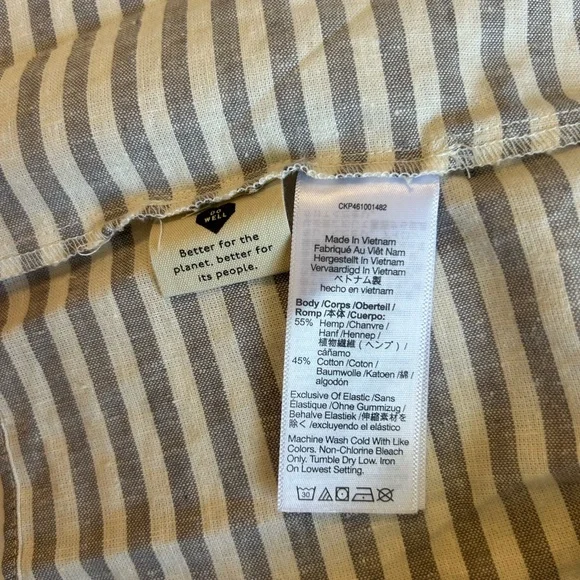 DO
WELL
Better for the
planet. better for
its people.
CKP461001482
Made In Vietnam
Fabriqué Au Viêt Nam
Hergestellt In Vietnam
Vervaardigd In Vietnam
ベトナム製
hecho en vietnam
Body /Corps /Oberteil /
Romp /本体 /Cuerpo:
55% Hemp /Chanvre /
Hanf /Hennep /
植物繊維 (ヘンプ) /
cáñamo
45% Cotton /Coton /
Baumwolle /Katoen /綿 /
algodón
Exclusive Of Elastic /Sans
Élastique /Ohne Gummizug /
Behalve Elastiek /伸縮素材を
除く /excluyendo el elástico
Machine Wash Cold With Like
Colors. Non-Chlorine Bleach
Only. Tumble Dry Low. Iron
On Lowest Setting.
30